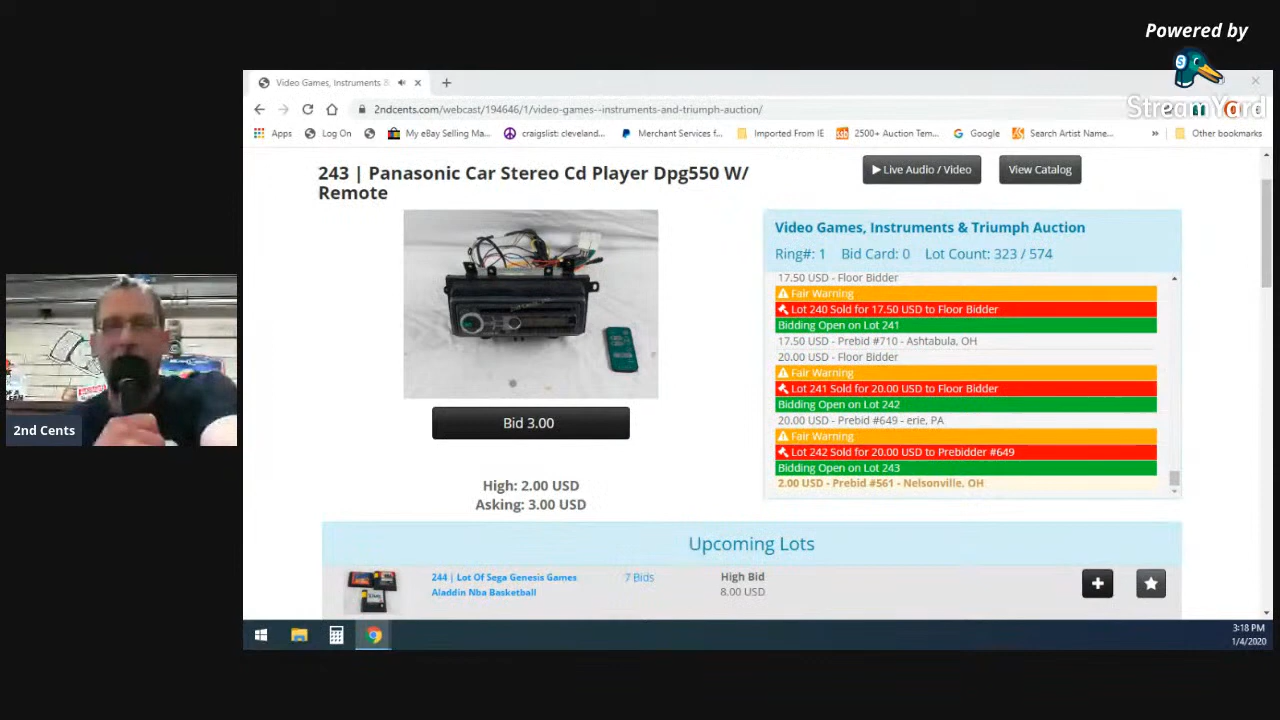 Powered by
StreamYard
Video Games, Instruments &
2ndcents.com/webcast/194646/1/video-games--instruments-and-triumph-auction/
Apps
Log On
My eBay Selling Ma...
craigslist: cleveland...
Merchant Services f...
Imported From IE
2500+ Auction Tem...
Google
Search Artist Name...
»
Other bookmarks
243 | Panasonic Car Stereo Cd Player Dpg550 W/
Remote
Live Audio / Video
View Catalog
Bid 3.00
High: 2.00 USD
Asking: 3.00 USD
Video Games, Instruments & Triumph Auction
Ring#: 1 Bid Card: 0 Lot Count: 323 / 574
17.50 USD - Floor Bidder
Fair Warning
Lot 240 Sold for 17.50 USD to Floor Bidder
Bidding Open on Lot 241
17.50 USD - Prebid #710 - Ashtabula, OH
20.00 USD - Floor Bidder
Fair Warning
Lot 241 Sold for 20.00 USD to Floor Bidder
Bidding Open on Lot 242
20.00 USD - Prebid #649 - erie, PA
Fair Warning
Lot 242 Sold for 20.00 USD to Prebidder #649
Bidding Open on Lot 243
2.00 USD - Prebid #561 - Nelsonville, OH
Upcoming Lots
244 | Lot Of Sega Genesis Games
Aladdin Nba Basketball
7 Bids
High Bid
8.00 USD
2nd Cents
3:18 PM
1/4/2020